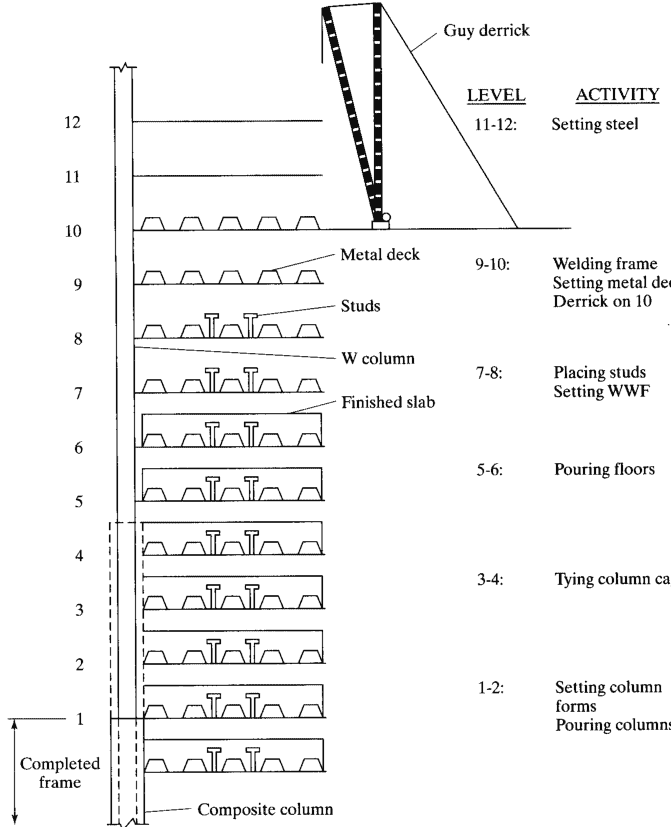 Guy derrick
LEVEL ACTIVITY
12
11-12: Setting steel
11
10
Metal deck
9
9-10: Welding frame
Setting metal
Derrick on 10
Studs
8
W column
7
7-8: Placing studs
Setting WWF
Finished slab
6
5
5-6: Pouring floors
4
3
3-4: Tying column
2
1
1-2: Setting column
forms
Pouring columns
Completed
frame
Composite column